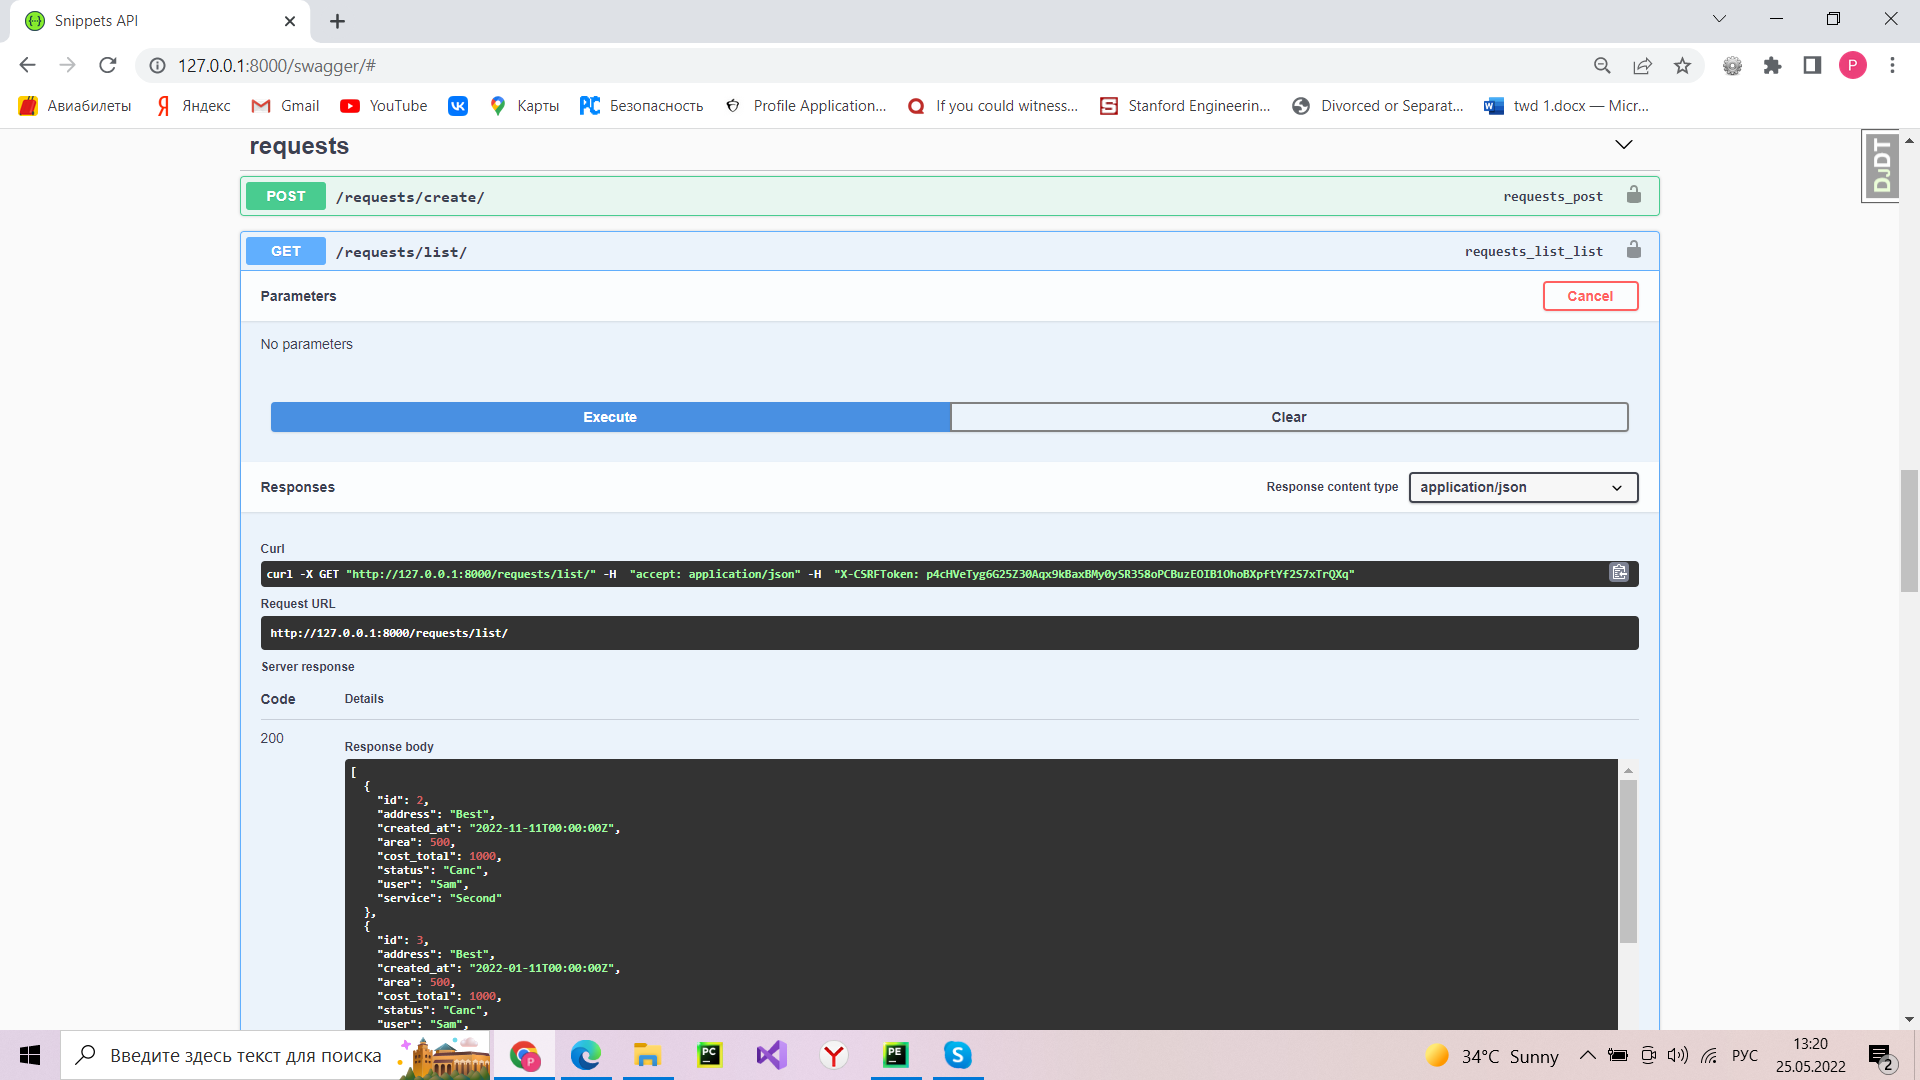 Snippets API
127.0.0.1:8000/swagger/#
P
Авиабилеты Яндекс Gmail YouTube Карты Безопасность Profile Application... If you could witness... Stanford Engineerin... Divorced or Separat... twd 1.docx — Micr...
requests
DJDT
POST /requests/create/ requests_post
GET /requests/list/ requests_list_list
Parameters Cancel
No parameters
Execute Clear
Responses Response content type application/json
Curl
curl -X GET "http://127.0.0.1:8000/requests/list/" -H "accept: application/json" -H "X-CSRFToken: p4cHVeTyg6G25Z30Aqx9kBaxBMy0ySR358oPCBuzEOIB1OhoBXpftYf2S7xTrQXq"
Request URL
http://127.0.0.1:8000/requests/list/
Server response
Code Details
200
Response body
[
{
"id": 2,
"address": "Best",
"created_at": "2022-11-11T00:00:00Z",
"area": 500,
"cost_total": 1000,
"status": "Canc",
"user": "Sam",
"service": "Second"
},
{
"id": 3,
"address": "Best",
"created_at": "2022-01-11T00:00:00Z",
"area": 500,
"cost_total": 1000,
"status": "Canc",
"user": "Sam",
Введите здесь текст для поиска
34°C Sunny
РУС
13:20
25.05.2022
2